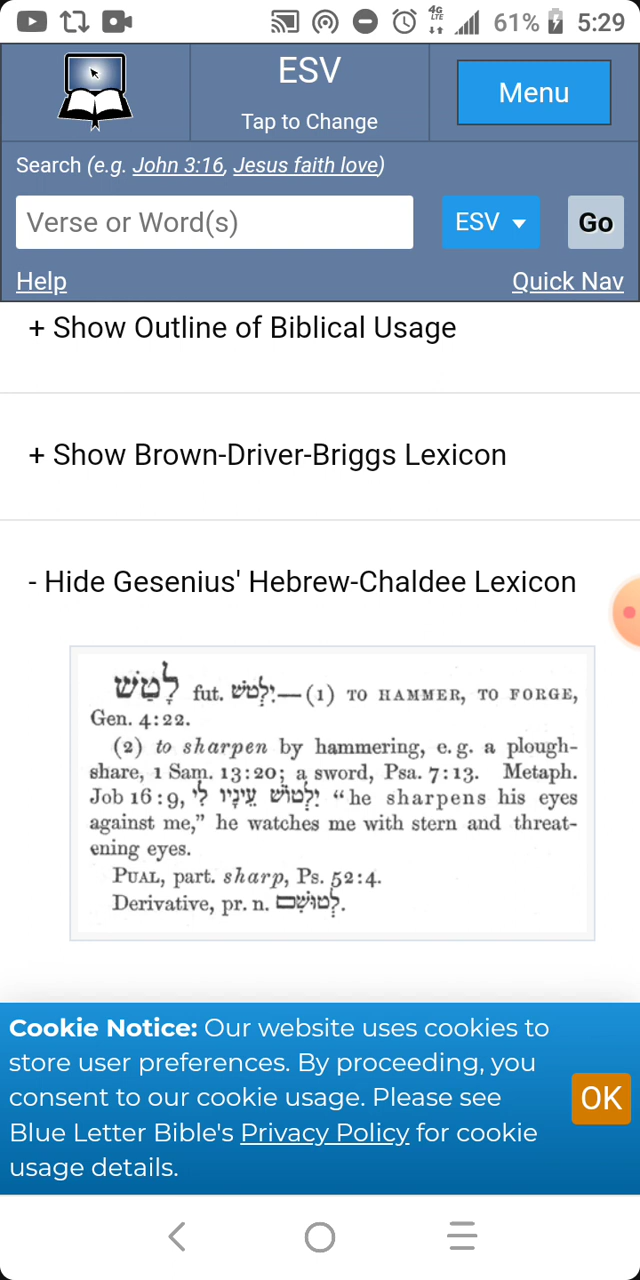 4G
LTE
61%
5:29
ESV
Tap to Change
Menu
Search (e.g. John 3:16, Jesus faith love)
Verse or Word(s)
ESV
Go
Help
Quick Nav
+ Show Outline of Biblical Usage
+ Show Brown-Driver-Briggs Lexicon
- Hide Gesenius' Hebrew-Chaldee Lexicon
לָטַשׁ fut. יִלְטֹשׁ—(1) TO HAMMER, TO FORGE,
Gen. 4:22.
(2) to sharpen by hammering, e. g. a plough-
share, 1 Sam. 13:20; a sword, Psa. 7:13. Metaph.
Job 16:9, יִלְטוֹשׁ עֵינָיו לִי “he sharpens his eyes
against me,” he watches me with stern and threat-
ening eyes.
PUAL, part. sharp, Ps. 52:4.
Derivative, pr. n. לְטוּשִׁם.
Cookie Notice: Our website uses cookies to
store user preferences. By proceeding, you
consent to our cookie usage. Please see
Blue Letter Bible's Privacy Policy for cookie
usage details.
OK